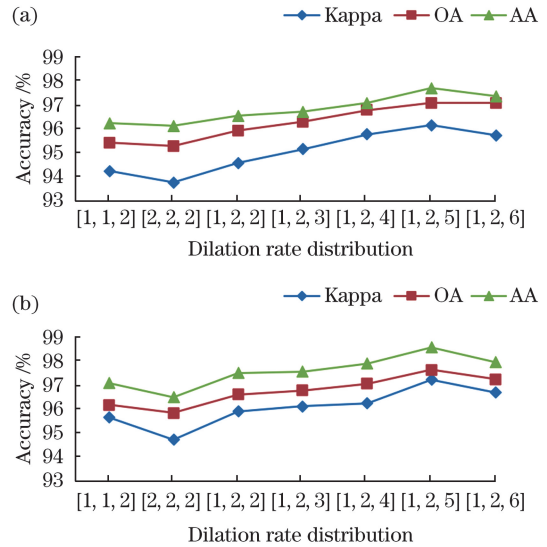 (a)
Kappa OA AA
99
98
97
96
95
94
93
Accuracy /%
[1, 1, 2] [2, 2, 2] [1, 2, 2] [1, 2, 3] [1, 2, 4] [1, 2, 5] [1, 2, 6]
Dilation rate distribution
(b)
Kappa OA AA
99
98
97
96
95
94
93
Accuracy /%
[1, 1, 2] [2, 2, 2] [1, 2, 2] [1, 2, 3] [1, 2, 4] [1, 2, 5] [1, 2, 6]
Dilation rate distribution